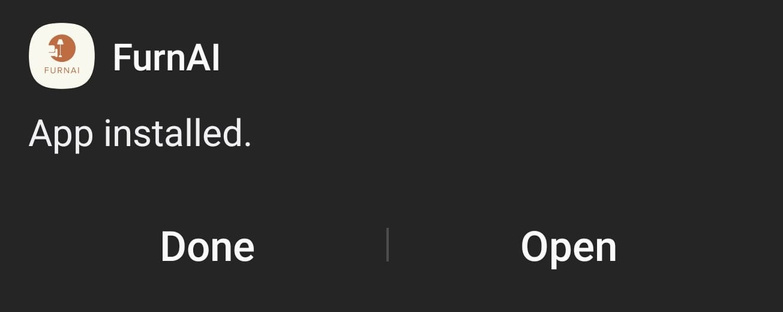 FURNAI
FurnAI
App installed.
Done
Open